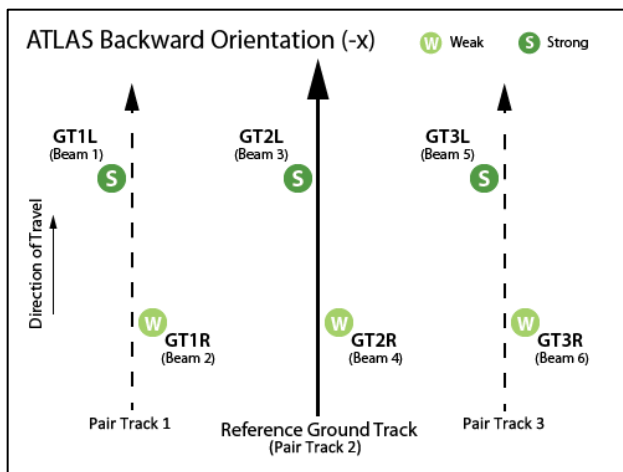 ATLAS Backward Orientation (-x)
W Weak
S Strong
GT1L
(Beam 1)
S
GT2L
(Beam 3)
S
GT3L
(Beam 5)
S
Direction of Travel
W
GT1R
(Beam 2)
W
GT2R
(Beam 4)
W
GT3R
(Beam 6)
Pair Track 1
Reference Ground Track
(Pair Track 2)
Pair Track 3